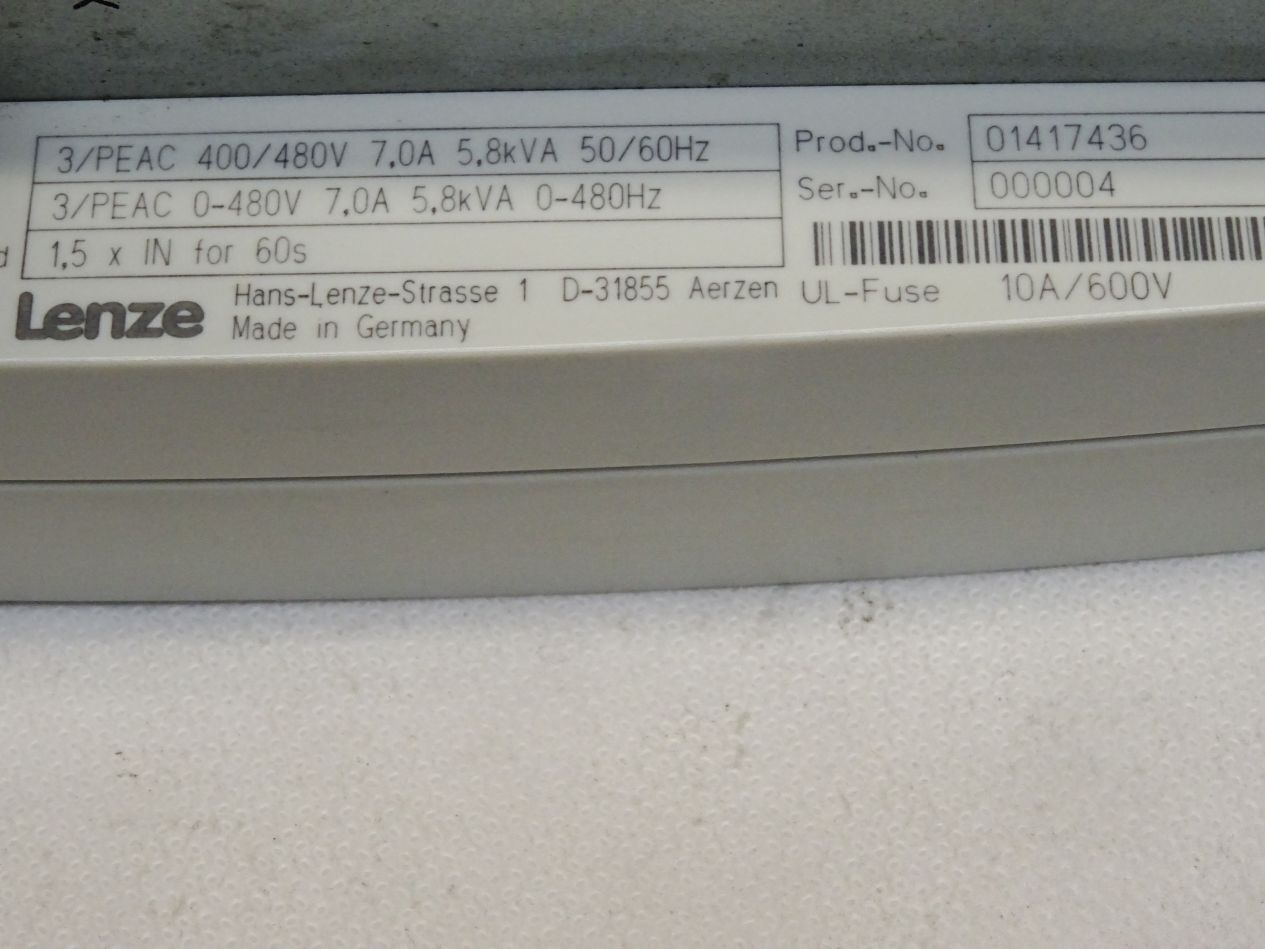 3/PEAC 400/480V 7,0A 5,8kVA 50/60Hz
3/PEAC 0-480V 7,0A 5,8kVA 0-480Hz
1,5 x IN for 60s
Lenze
Hans-Lenze-Strasse 1 D-31855 Aerzen
Made in Germany
Prod.-No. 01417436
Ser.-No. 000004
UL-Fuse 10A/600V